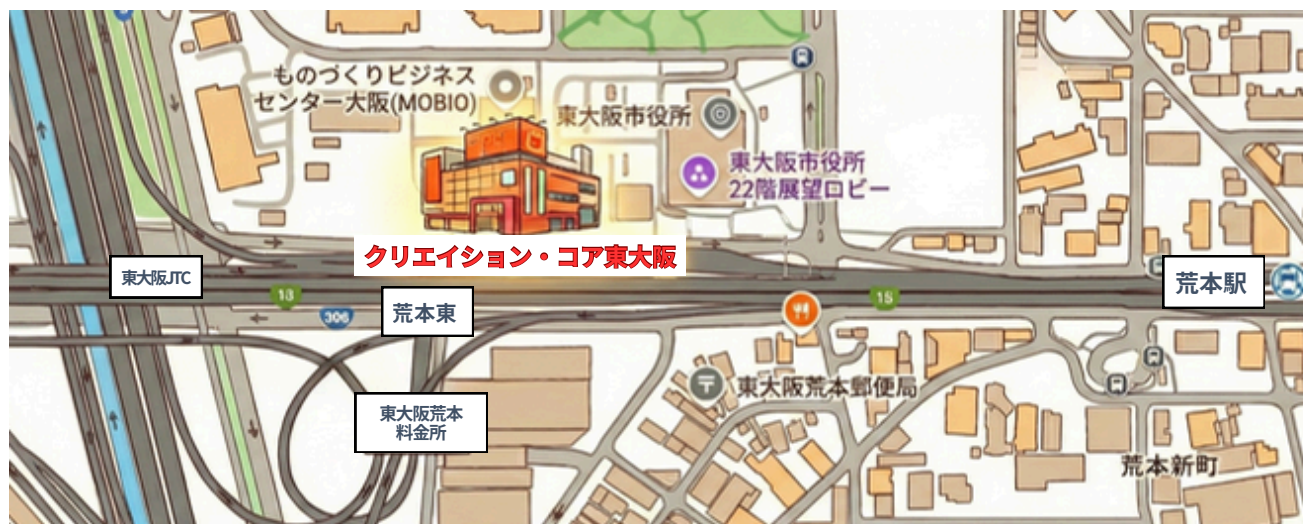 ものづくりビジネス
センター大阪(MOBIO)
東大阪市役所
東大阪市役所
22階展望ロビー
クリエイション・コア東大阪
東大阪JTC
荒本駅
13
15
306
荒本東
東大阪荒本郵便局
東大阪荒本
料金所
荒本新町